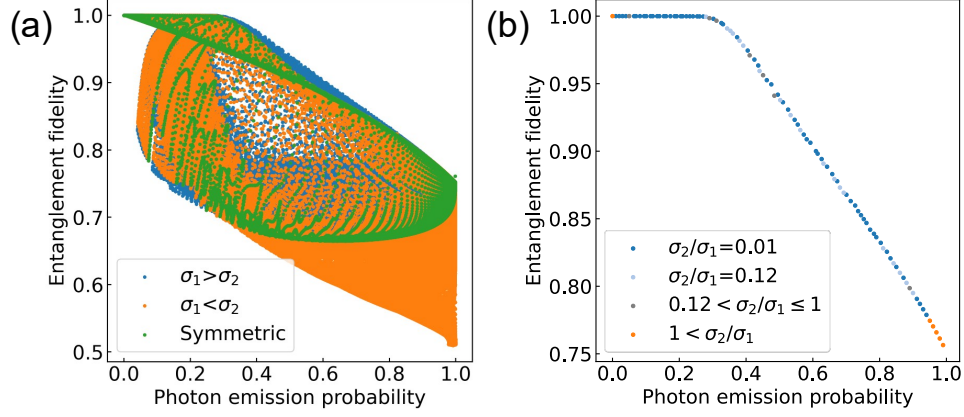 (a)
Entanglement fidelity
1.0
0.9
0.8
0.7
0.6
0.5
σ₁>σ₂
σ₁<σ₂
Symmetric
0.0 0.2 0.4 0.6 0.8 1.0
Photon emission probability
(b)
Entanglement fidelity
1.00
0.95
0.90
0.85
0.80
0.75
σ₂/σ₁=0.01
σ₂/σ₁=0.12
0.12 < σ₂/σ₁ ≤ 1
1 < σ₂/σ₁
0.0 0.2 0.4 0.6 0.8 1.0
Photon emission probability